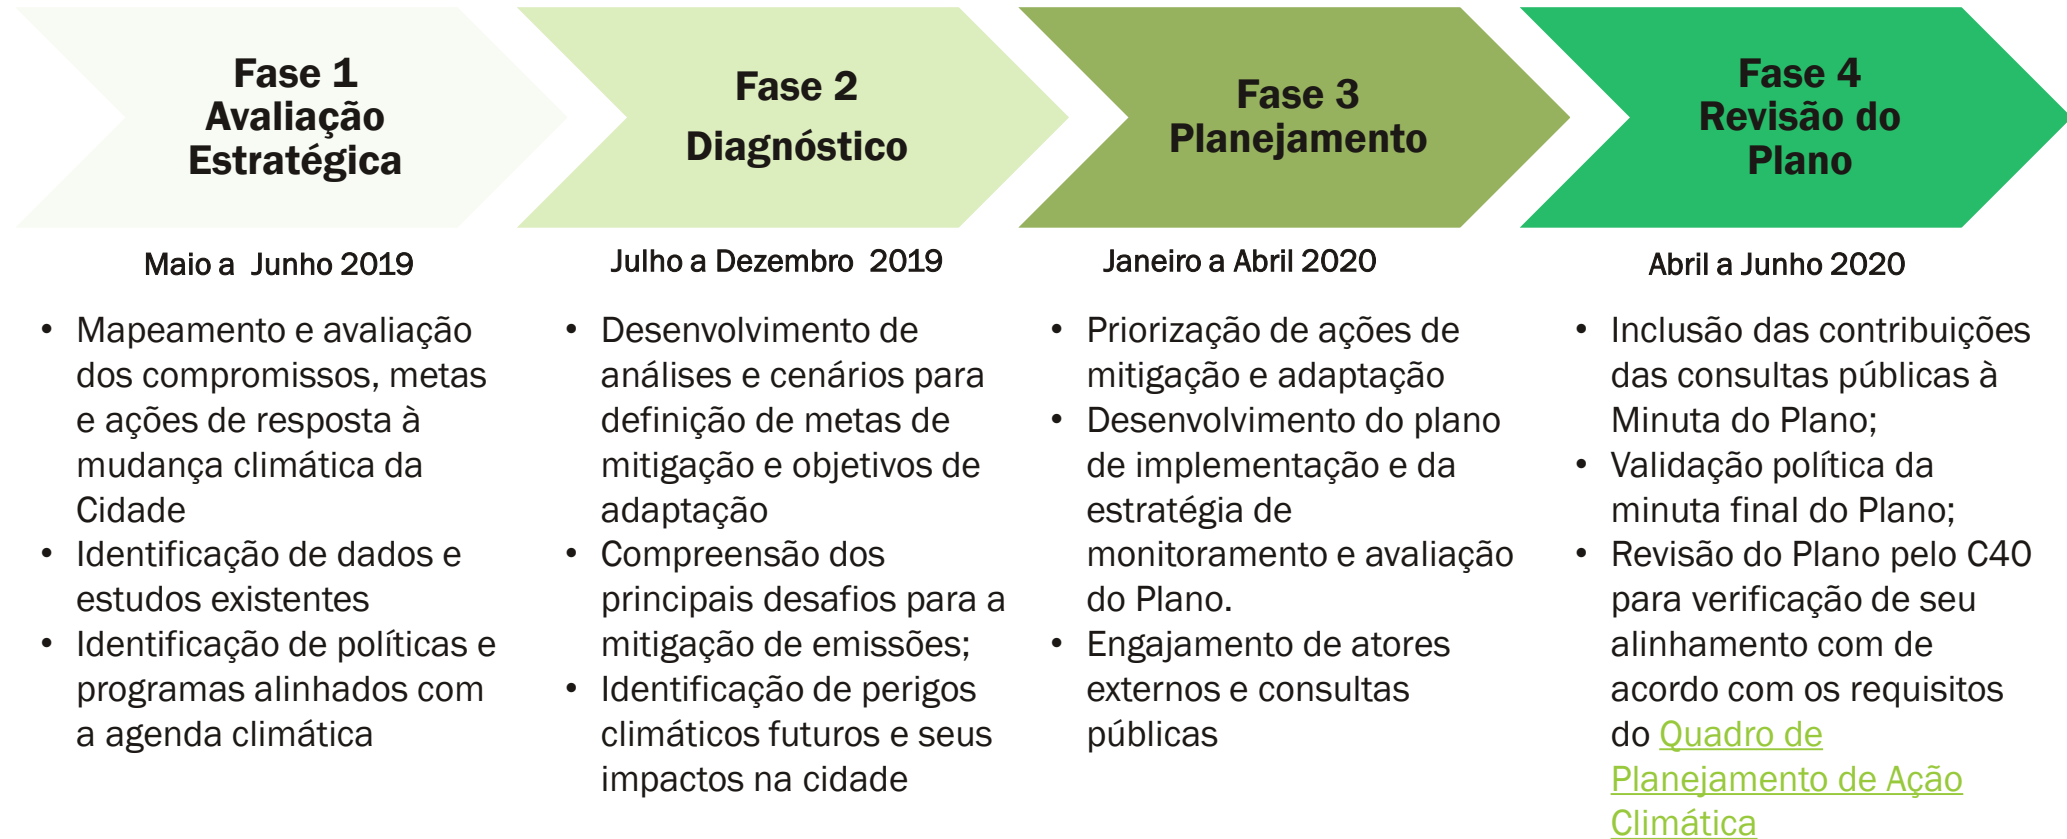 Fase 1
Avaliação
Estratégica
Maio a Junho 2019
• Mapeamento e avaliação
dos compromissos, metas
e ações de resposta à
mudança climática da
Cidade
• Identificação de dados e
estudos existentes
• Identificação de políticas e
programas alinhados com
a agenda climática
Fase 2
Diagnóstico
Julho a Dezembro 2019
• Desenvolvimento de
análises e cenários para
definição de metas de
mitigação e objetivos de
adaptação
• Compreensão dos
principais desafios para a
mitigação de emissões;
• Identificação de perigos
climáticos futuros e seus
impactos na cidade
Fase 3
Planejamento
Janeiro a Abril 2020
• Priorização de ações de
mitigação e adaptação
• Desenvolvimento do plano
de implementação e da
estratégia de
monitoramento e avaliação
do Plano.
• Engajamento de atores
externos e consultas
públicas
Fase 4
Revisão do
Plano
Abril a Junho 2020
• Inclusão das contribuições
das consultas públicas à
Minuta do Plano;
• Validação política da
minuta final do Plano;
• Revisão do Plano pelo C40
para verificação de seu
alinhamento com de
acordo com os requisitos
do Quadro de
Planejamento de Ação
Climática